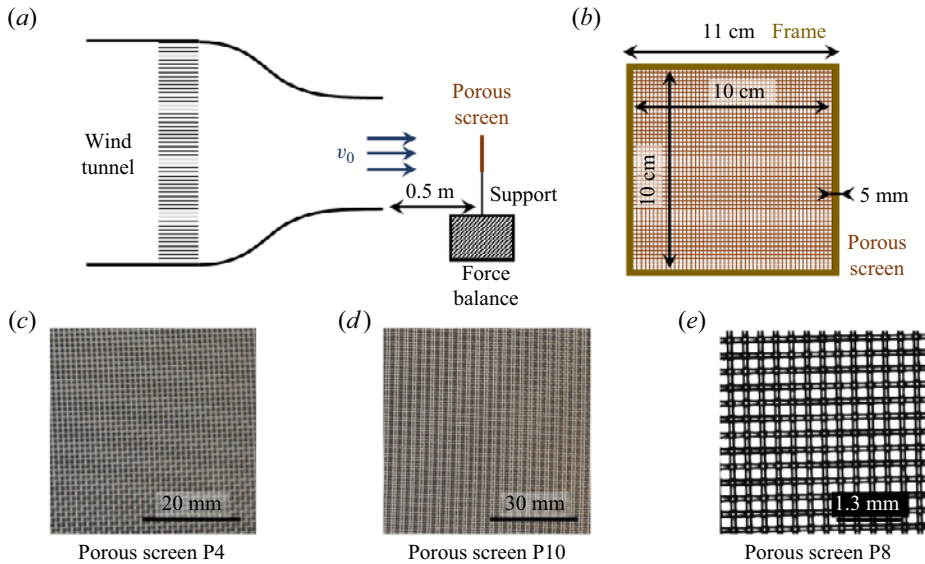 (a)
Wind
tunnel
v0
Porous
screen
0.5 m
Support
Force
balance
(b)
11 cm Frame
10 cm
10 cm
5 mm
Porous
screen
(c)
20 mm
Porous screen P4
(d)
30 mm
Porous screen P10
(e)
1.3 mm
Porous screen P8